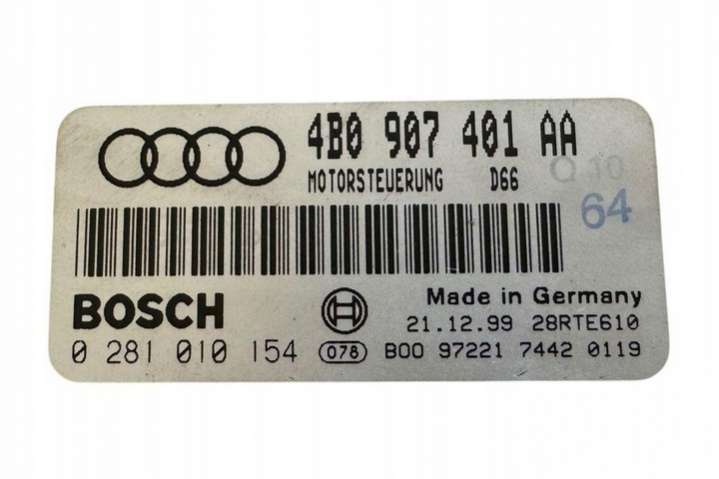 4B0 907 401 AA
MOTORSTEUERUNG D66
Q 10
64
BOSCH
Made in Germany
21.12.99 28RTE610
0 281 010 154 078 B00 97221 7442 0119